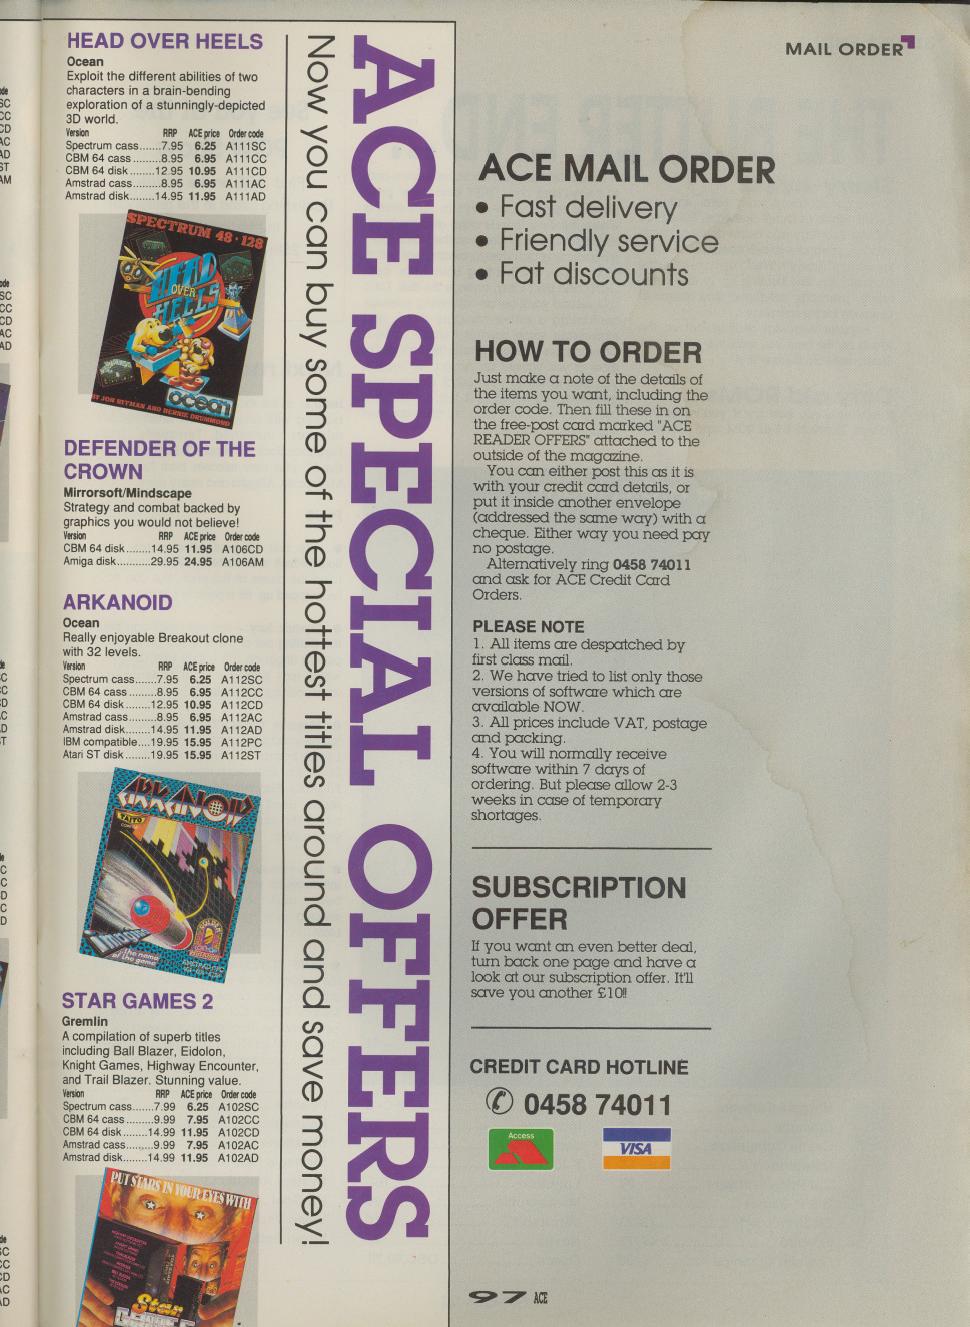 MAIL ORDER
HEAD OVER HEELS
Ocean
Exploit the different abilities of two
characters in a brain-bending
exploration of a stunningly-depicted
3D world.
Version RRP ACE price Order code
Spectrum cass......7.95 6.25 A111SC
CBM 64 cass .......8.95 6.95 A111CC
CBM 64 disk........12.95 10.95 A111CD
Amstrad cass.......8.95 6.95 A111AC
Amstrad disk.......14.95 11.95 A111AD
SPECTRUM 48·128
HEAD
OVER
HEELS
BY JON RITMAN AND BERNIE DRUMMOND
ocean
DEFENDER OF THE
CROWN
Mirrorsoft/Mindscape
Strategy and combat backed by
graphics you would not believe!
Version RRP ACE price Order code
CBM 64 disk.......14.95 11.95 A106CD
Amiga disk..........29.95 24.95 A106AM
ARKANOID
Ocean
Really enjoyable Breakout clone
with 32 levels.
Version RRP ACE price Order code
Spectrum cass......7.95 6.25 A112SC
CBM 64 cass ........8.95 6.95 A112CC
CBM 64 disk........12.95 10.95 A112CD
Amstrad cass........8.95 6.95 A112AC
Amstrad disk.......14.95 11.95 A112AD
IBM compatible....19.95 15.95 A112PC
Atari ST disk........19.95 15.95 A112ST
ARKANOID
TAITO
Imagine
...the name
of the game
STAR GAMES 2
Gremlin
A compilation of superb titles
including Ball Blazer, Eidolon,
Knight Games, Highway Encounter,
and Trail Blazer. Stunning value.
Version RRP ACE price Order code
Spectrum cass.......7.99 6.25 A102SC
CBM 64 cass .........9.99 7.95 A102CC
CBM 64 disk........14.99 11.95 A102CD
Amstrad cass.........9.99 7.95 A102AC
Amstrad disk.......14.99 11.95 A102AD
PUT STARS IN YOUR EYES WITH
Star
Now you can buy some of the hottest titles around and save money!
ACE SPECIAL OFFERS
ACE MAIL ORDER
• Fast delivery
• Friendly service
• Fat discounts
HOW TO ORDER
Just make a note of the details of
the items you want, including the
order code. Then fill these in on
the free-post card marked "ACE
READER OFFERS" attached to the
outside of the magazine.
You can either post this as it is
with your credit card details, or
put it inside another envelope
(addressed the same way) with a
cheque. Either way you need pay
no postage.
Alternatively ring 0458 74011
and ask for ACE Credit Card
Orders.
PLEASE NOTE
1. All items are despatched by
first class mail.
2. We have tried to list only those
versions of software which are
available NOW.
3. All prices include VAT, postage
and packing.
4. You will normally receive
software within 7 days of
ordering. But please allow 2-3
weeks in case of temporary
shortages.
SUBSCRIPTION
OFFER
If you want an even better deal,
turn back one page and have a
look at our subscription offer. It'll
save you another £10!!
CREDIT CARD HOTLINE
✆ 0458 74011
Access
VISA
97 ACE